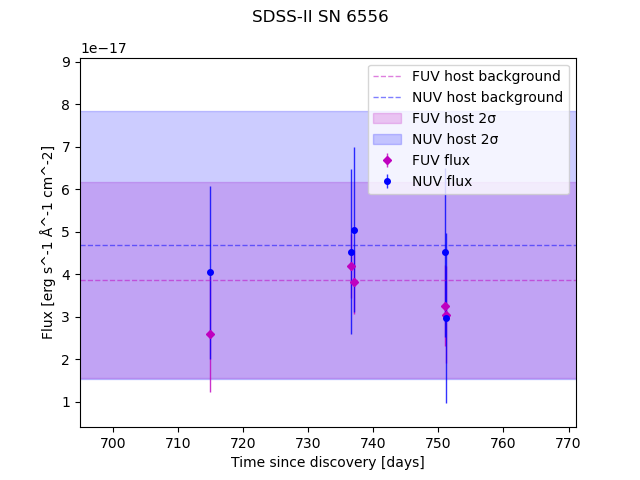 SDSS-II SN 6556
1e−17
FUV host background
NUV host background
FUV host 2σ
NUV host 2σ
FUV flux
NUV flux
9
8
7
6
5
4
3
2
1
Flux [erg s^-1 Å^-1 cm^-2]
700 710 720 730 740 750 760 770
Time since discovery [days]